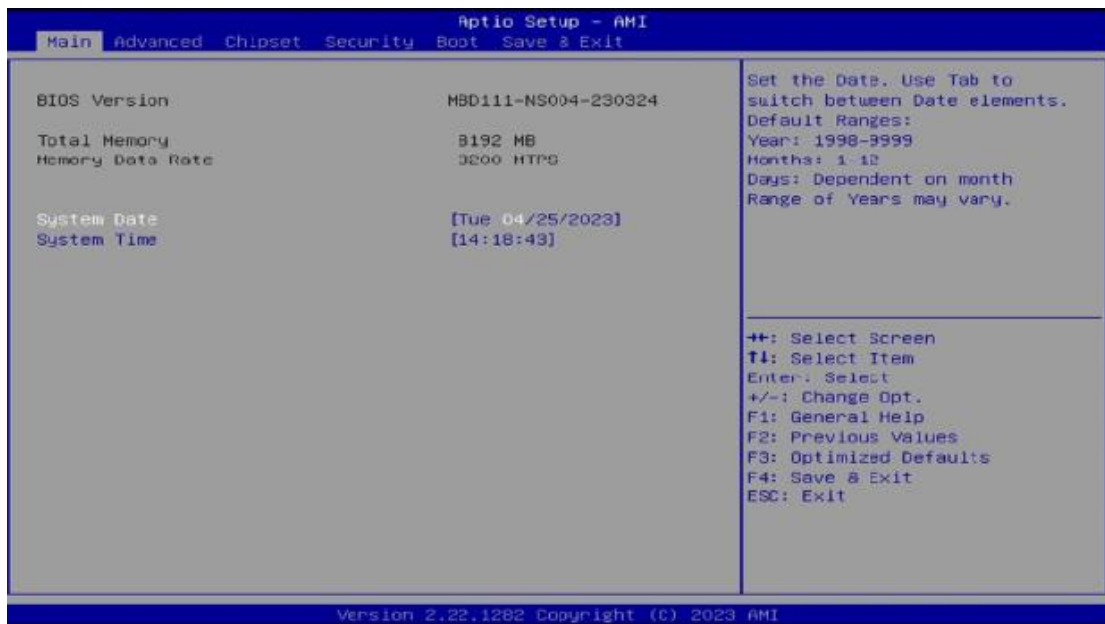 Aptio Setup - AMI
Main Advanced Chipset Security Boot Save & Exit
BIOS Version MBD111-NS004-230324
Total Memory 8192 MB
Memory Data Rate 3200 MTPS
System Date [Tue 04/25/2023]
System Time [14:18:43]
Set the Date. Use Tab to
switch between Date elements.
Default Ranges:
Year: 1998-9999
Months: 1-12
Days: Dependent on month
Range of Years may vary.
→←: Select Screen
↑↓: Select Item
Enter: Select
+/-: Change Opt.
F1: General Help
F2: Previous Values
F3: Optimized Defaults
F4: Save & Exit
ESC: Exit
Version 2.22.1282 Copyright (C) 2023 AMI